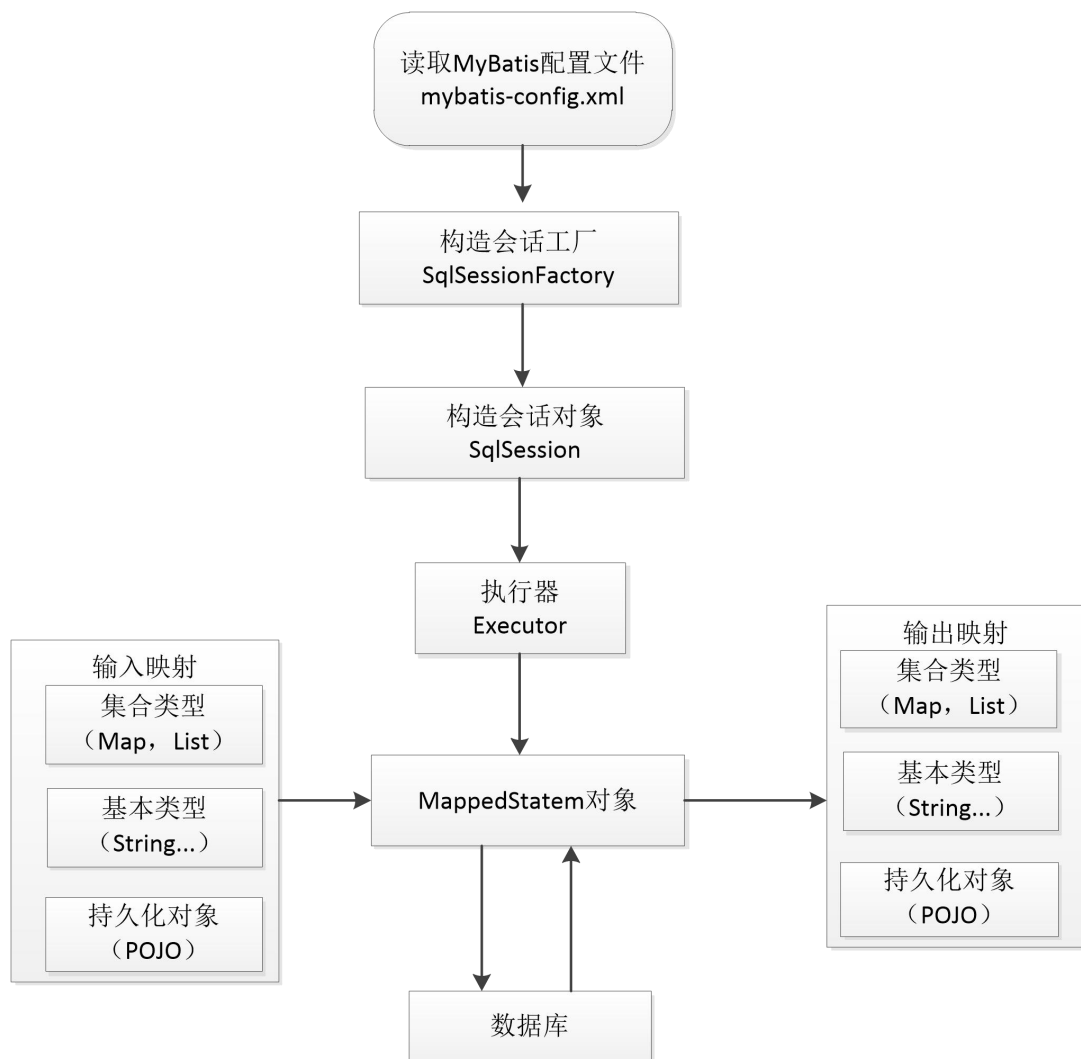 读取MyBatis配置文件
mybatis-config.xml
构造会话工厂
SqlSessionFactory
构造会话对象
SqlSession
执行器
Executor
输入映射
集合类型
（Map，List）
基本类型
（String...）
持久化对象
（POJO）
MappedStatem对象
输出映射
集合类型
（Map，List）
基本类型
（String...）
持久化对象
（POJO）
数据库